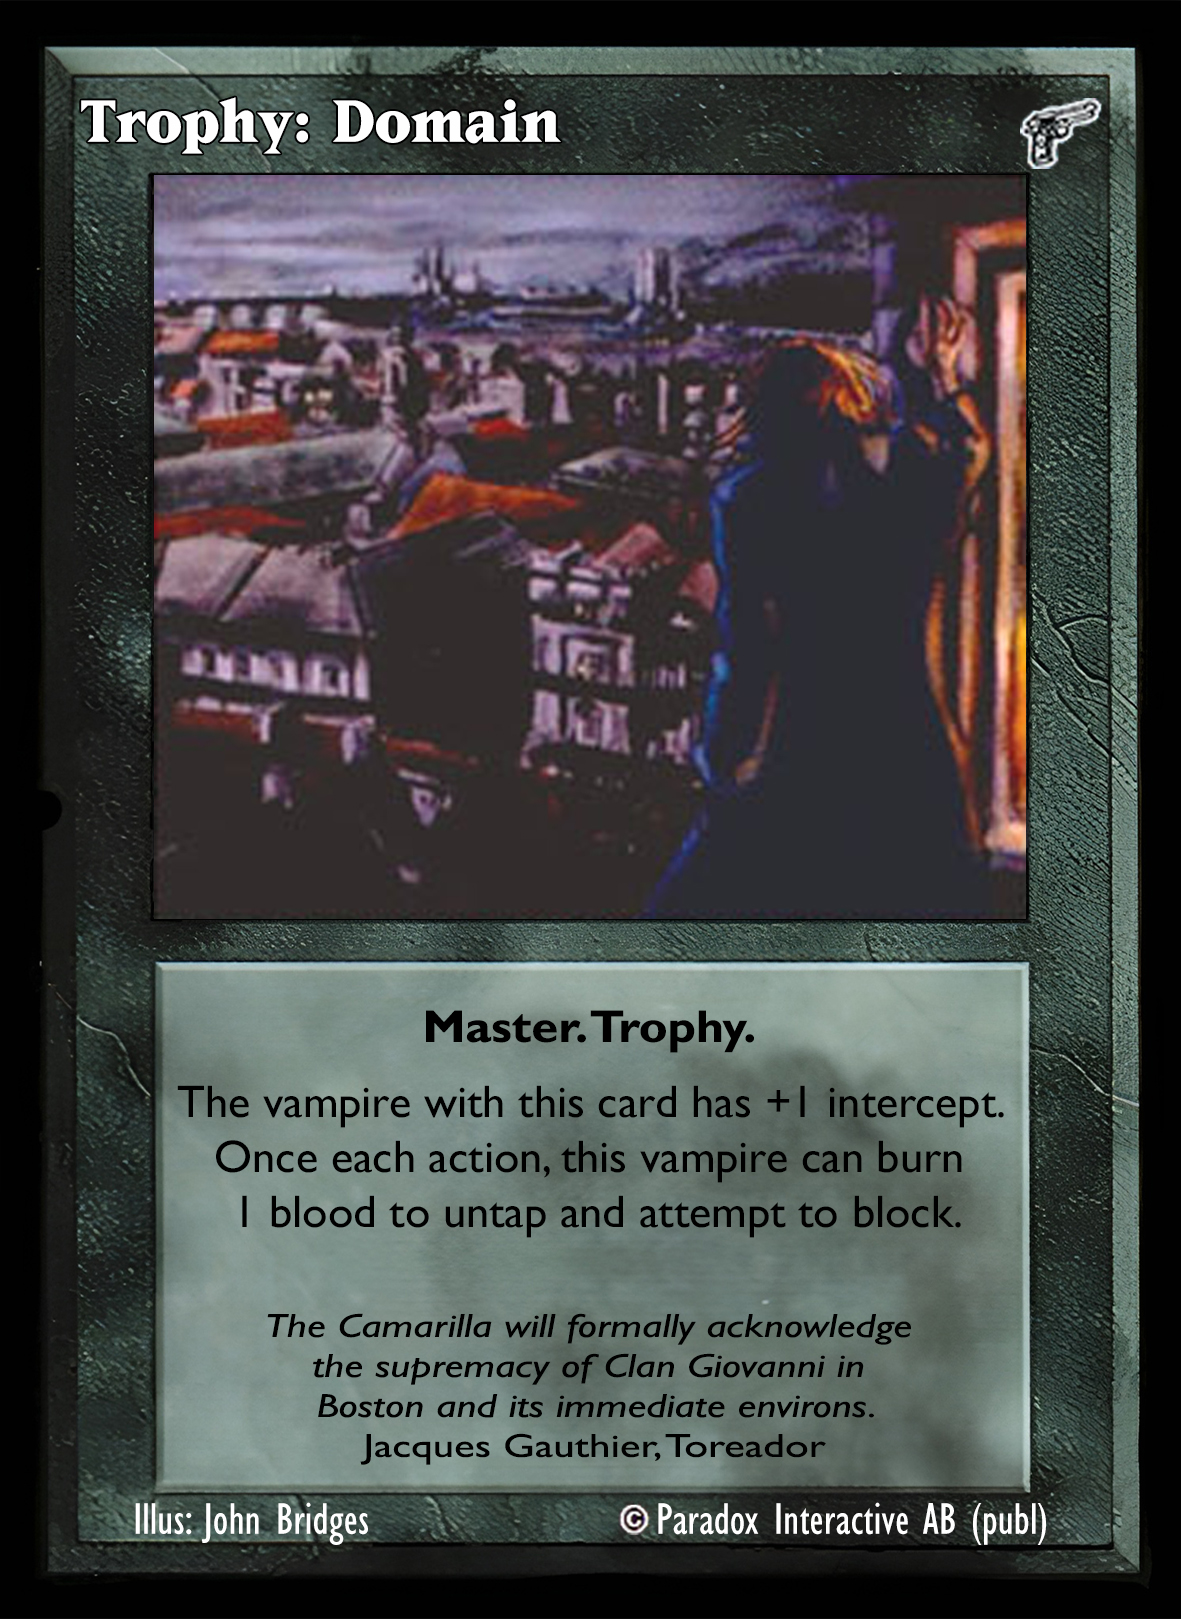 Trophy: Domain
Master. Trophy.
The vampire with this card has +1 intercept.
Once each action, this vampire can burn
1 blood to untap and attempt to block.
The Camarilla will formally acknowledge
the supremacy of Clan Giovanni in
Boston and its immediate environs.
Jacques Gauthier, Toreador
Illus: John Bridges
© Paradox Interactive AB (publ)